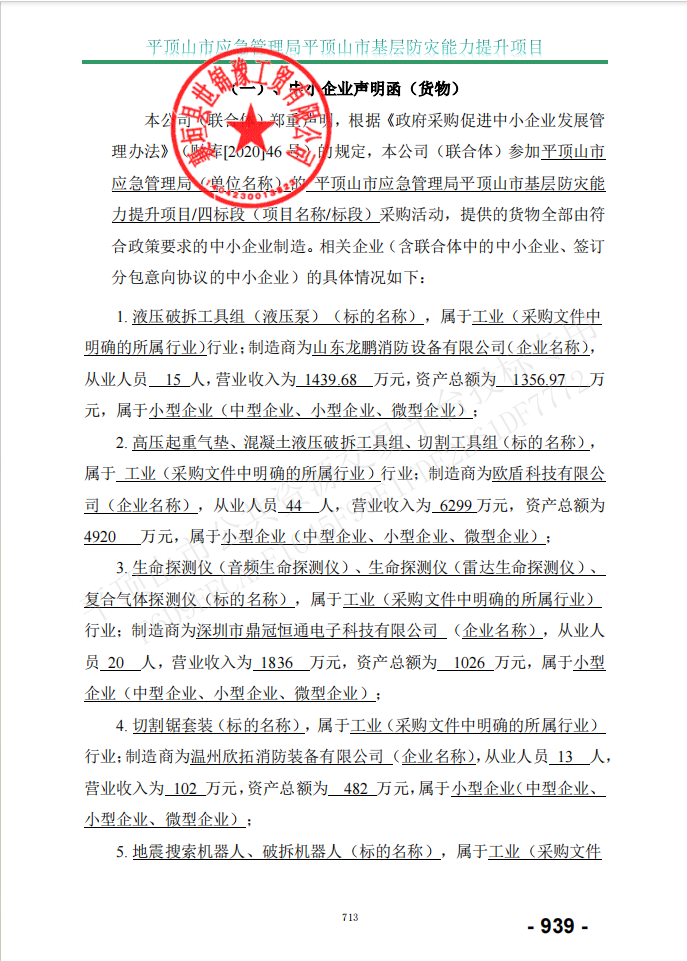 平顶山市应急管理局平顶山市基层防灾能力提升项目
（一）、中小企业声明函（货物）
本公司（联合体）郑重声明，根据《政府采购促进中小企业发展管
理办法》（财库[2020]46 号）的规定，本公司（联合体）参加平顶山市
应急管理局（单位名称）的 平顶山市应急管理局平顶山市基层防灾能
力提升项目/四标段（项目名称/标段）采购活动，提供的货物全部由符
合政策要求的中小企业制造。相关企业（含联合体中的中小企业、签订
分包意向协议的中小企业）的具体情况如下：
1. 液压破拆工具组（液压泵）（标的名称），属于工业（采购文件中
明确的所属行业）行业；制造商为山东龙鹏消防设备有限公司（企业名称），
从业人员 15 人，营业收入为 1439.68 万元，资产总额为 1356.97 万
元，属于小型企业（中型企业、小型企业、微型企业）；
2. 高压起重气垫、混凝土液压破拆工具组、切割工具组（标的名称），
属于 工业（采购文件中明确的所属行业）行业；制造商为欧盾科技有限公
司（企业名称），从业人员 44 人，营业收入为 6299万元，资产总额为
4920 万元，属于小型企业（中型企业、小型企业、微型企业）；
3. 生命探测仪（音频生命探测仪）、生命探测仪（雷达生命探测仪）、
复合气体探测仪（标的名称），属于工业（采购文件中明确的所属行业）
行业；制造商为深圳市鼎冠恒通电子科技有限公司 （企业名称），从业人
员 20 人，营业收入为 1836 万元，资产总额为 1026 万元，属于小型
企业（中型企业、小型企业、微型企业）；
4. 切割锯套装（标的名称），属于工业（采购文件中明确的所属行业）
行业；制造商为温州欣拓消防装备有限公司（企业名称），从业人员 13 人，
营业收入为 102 万元，资产总额为 482 万元，属于小型企业（中型企业、
小型企业、微型企业）；
5. 地震搜索机器人、破拆机器人（标的名称），属于工业（采购文件
713
- 939 -